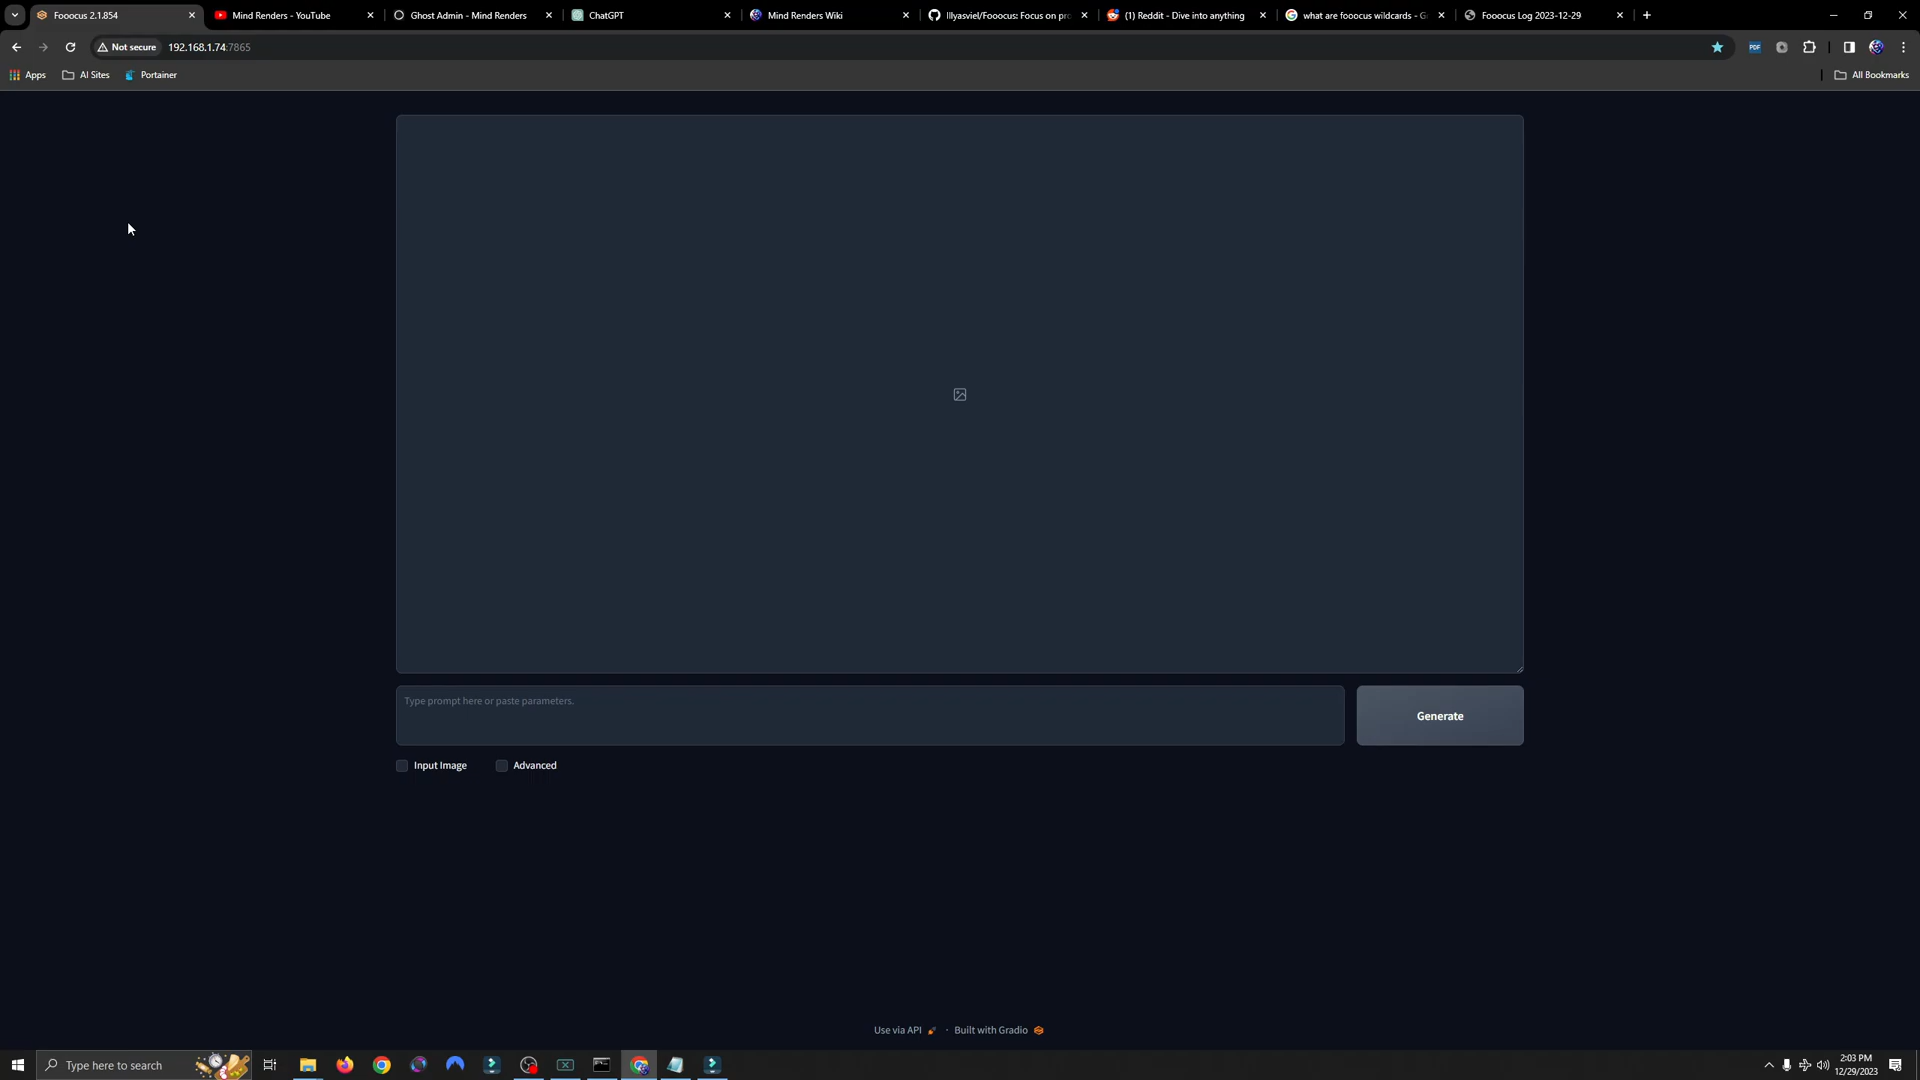 Fooocus 2.1.854
Mind Renders - YouTube
Ghost Admin - Mind Renders
ChatGPT
Mind Renders Wiki
lllyasviel/Fooocus: Focus on pro
(1) Reddit - Dive into anything
what are fooocus wildcards - G
Fooocus Log 2023-12-29
Not secure
192.168.1.74:7865
PDF
Apps
AI Sites
Portainer
All Bookmarks
Type prompt here or paste parameters.
Generate
Input Image
Advanced
Use via API
·
Built with Gradio
Type here to search
2:03 PM
12/29/2023